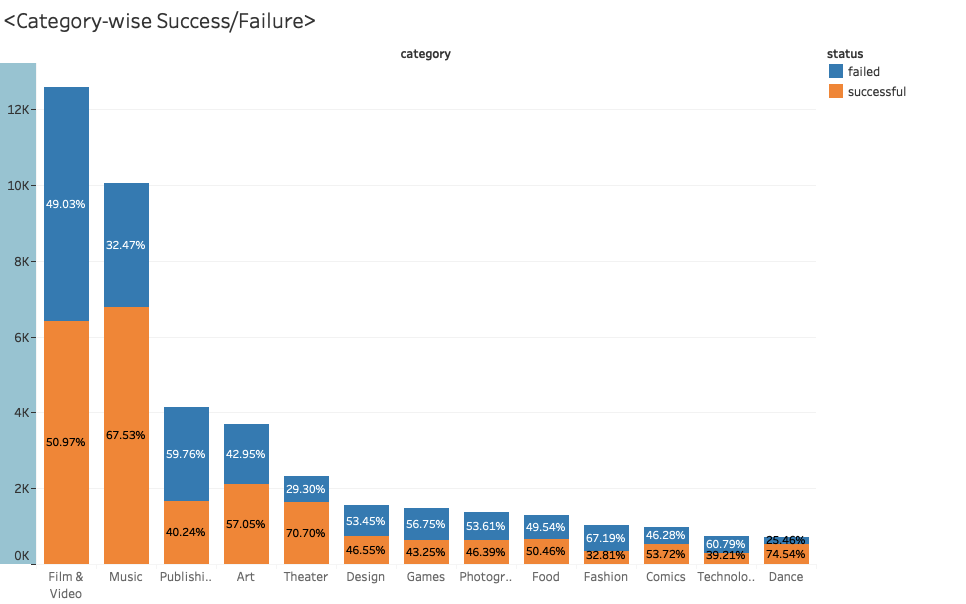 <Category-wise Success/Failure>
category
status
failed
successful
12K
10K
8K
6K
4K
2K
0K
49.03%
50.97%
32.47%
67.53%
59.76%
40.24%
42.95%
57.05%
29.30%
70.70%
53.45%
46.55%
56.75%
43.25%
53.61%
46.39%
49.54%
50.46%
67.19%
32.81%
46.28%
53.72%
60.79%
39.21%
25.46%
74.54%
Film &
Video
Music
Publishi..
Art
Theater
Design
Games
Photogr..
Food
Fashion
Comics
Technolo..
Dance